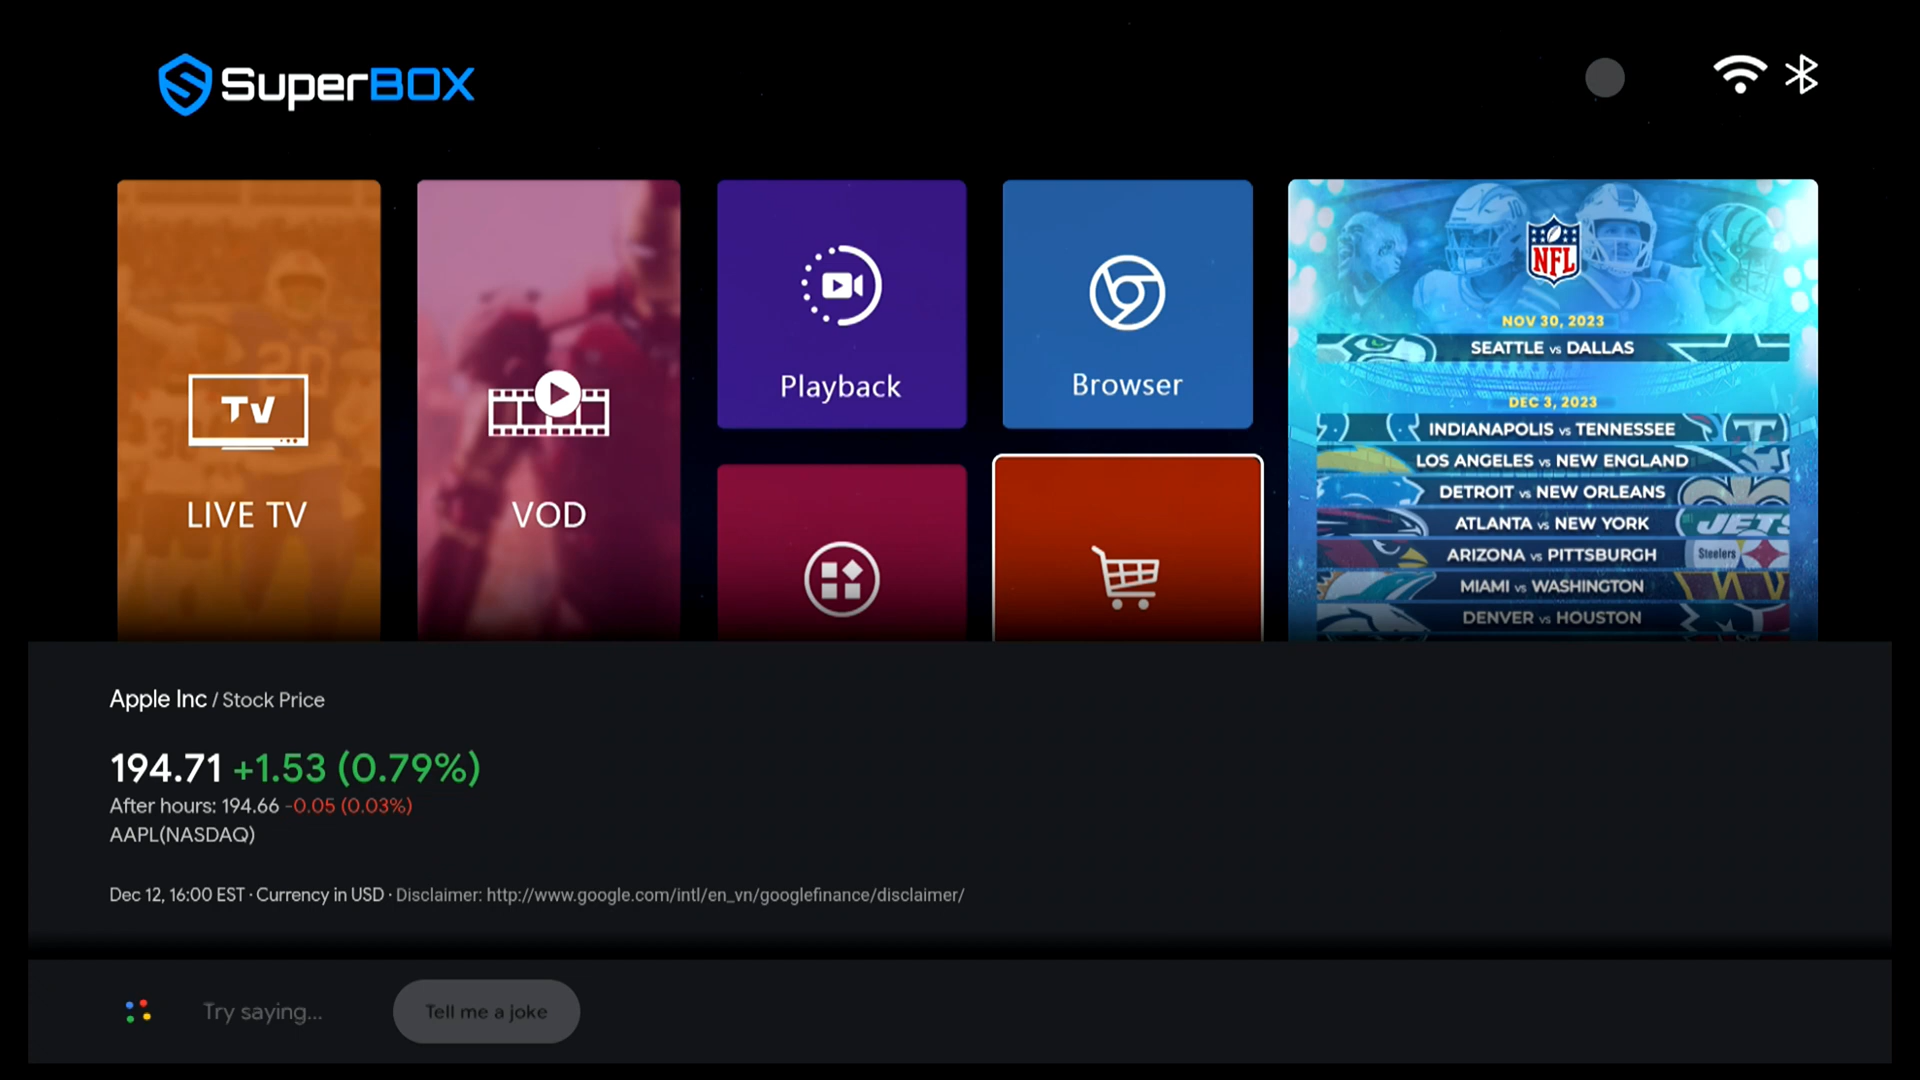 SuperBOX
TV
LIVE TV
VOD
Playback
Browser
NFL
NOV 30, 2023
SEATTLE vs DALLAS
DEC 3, 2023
INDIANAPOLIS vs TENNESSEE
LOS ANGELES vs NEW ENGLAND
DETROIT vs NEW ORLEANS
ATLANTA vs NEW YORK
JETS
ARIZONA vs PITTSBURGH
Steelers
MIAMI vs WASHINGTON
DENVER vs HOUSTON
Apple Inc / Stock Price
194.71 +1.53 (0.79%)
After hours: 194.66 -0.05 (0.03%)
AAPL(NASDAQ)
Dec 12, 16:00 EST · Currency in USD · Disclaimer: http://www.google.com/intl/en_vn/googlefinance/disclaimer/
Try saying...
Tell me a joke